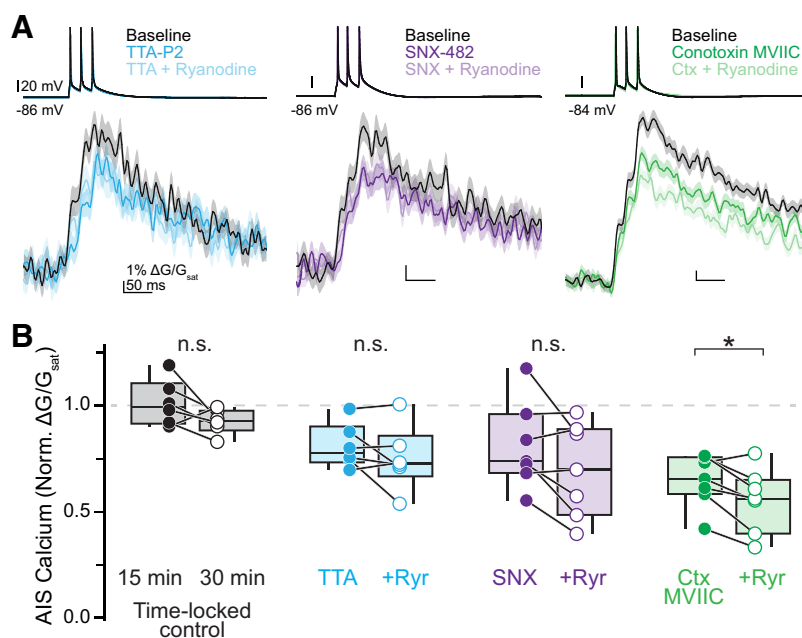 A
Baseline
TTA-P2
TTA + Ryanodine
20 mV
-86 mV
1% ΔG/Gsat
50 ms
Baseline
SNX-482
SNX + Ryanodine
-86 mV
Baseline
Conotoxin MVIIC
Ctx + Ryanodine
-84 mV
B
AIS Calcium (Norm. ΔG/Gsat)
1.0
0.5
0.0
n.s.
n.s.
n.s.
*
15 min
30 min
Time-locked
control
TTA
+Ryr
SNX
+Ryr
Ctx
MVIIC
+Ryr